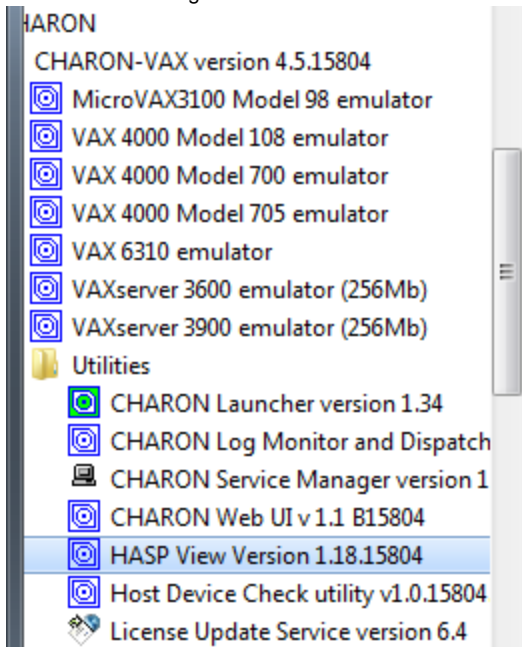 HARON
CHARON-VAX version 4.5.15804
MicroVAX3100 Model 98 emulator
VAX 4000 Model 108 emulator
VAX 4000 Model 700 emulator
VAX 4000 Model 705 emulator
VAX 6310 emulator
VAXserver 3600 emulator (256Mb)
VAXserver 3900 emulator (256Mb)
Utilities
CHARON Launcher version 1.34
CHARON Log Monitor and Dispatch
CHARON Service Manager version 1
CHARON Web UI v 1.1 B15804
HASP View Version 1.18.15804
Host Device Check utility v1.0.15804
License Update Service version 6.4